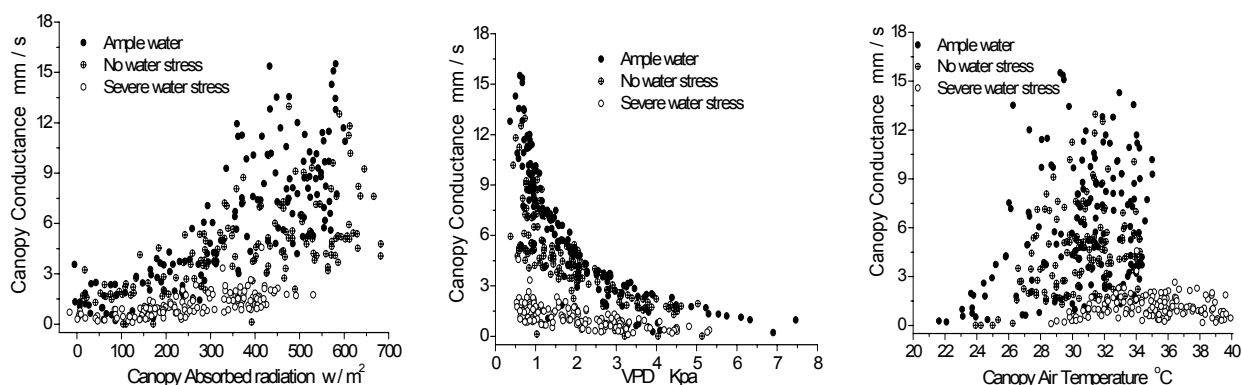 Canopy Conductance mm / s
18
15
12
9
6
3
0
Ample water
No water stress
Severe water stress
0 100 200 300 400 500 600 700
Canopy Absorbed radiation w / m²
Canopy Conductance mm / s
18
15
12
9
6
3
0
Ample water
No water stress
Severe water stress
0 1 2 3 4 5 6 7 8
VPD Kpa
Canopy Conductance mm / s
18
15
12
9
6
3
0
Ample water
No water stress
Severe water stress
20 22 24 26 28 30 32 34 36 38 40
Canopy Air Temperature °C